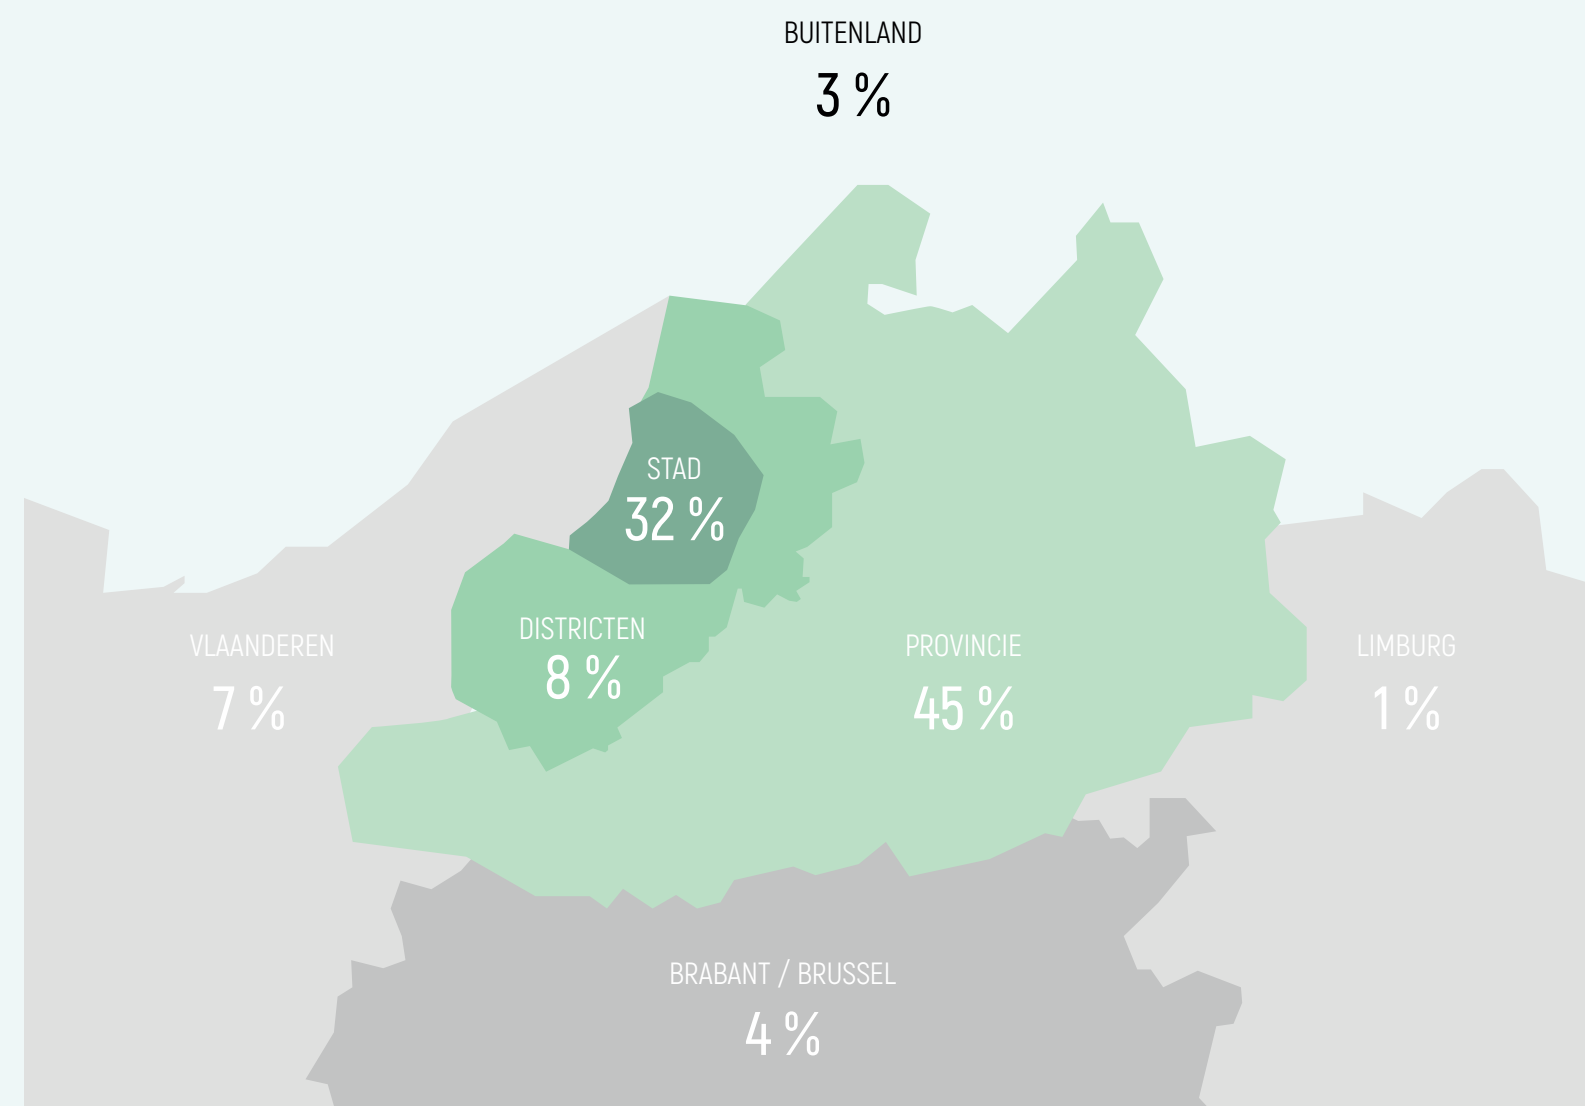 BUITENLAND
3 %
STAD
32 %
DISTRICTEN
8 %
VLAANDEREN
7 %
PROVINCIE
45 %
LIMBURG
1 %
BRABANT / BRUSSEL
4 %